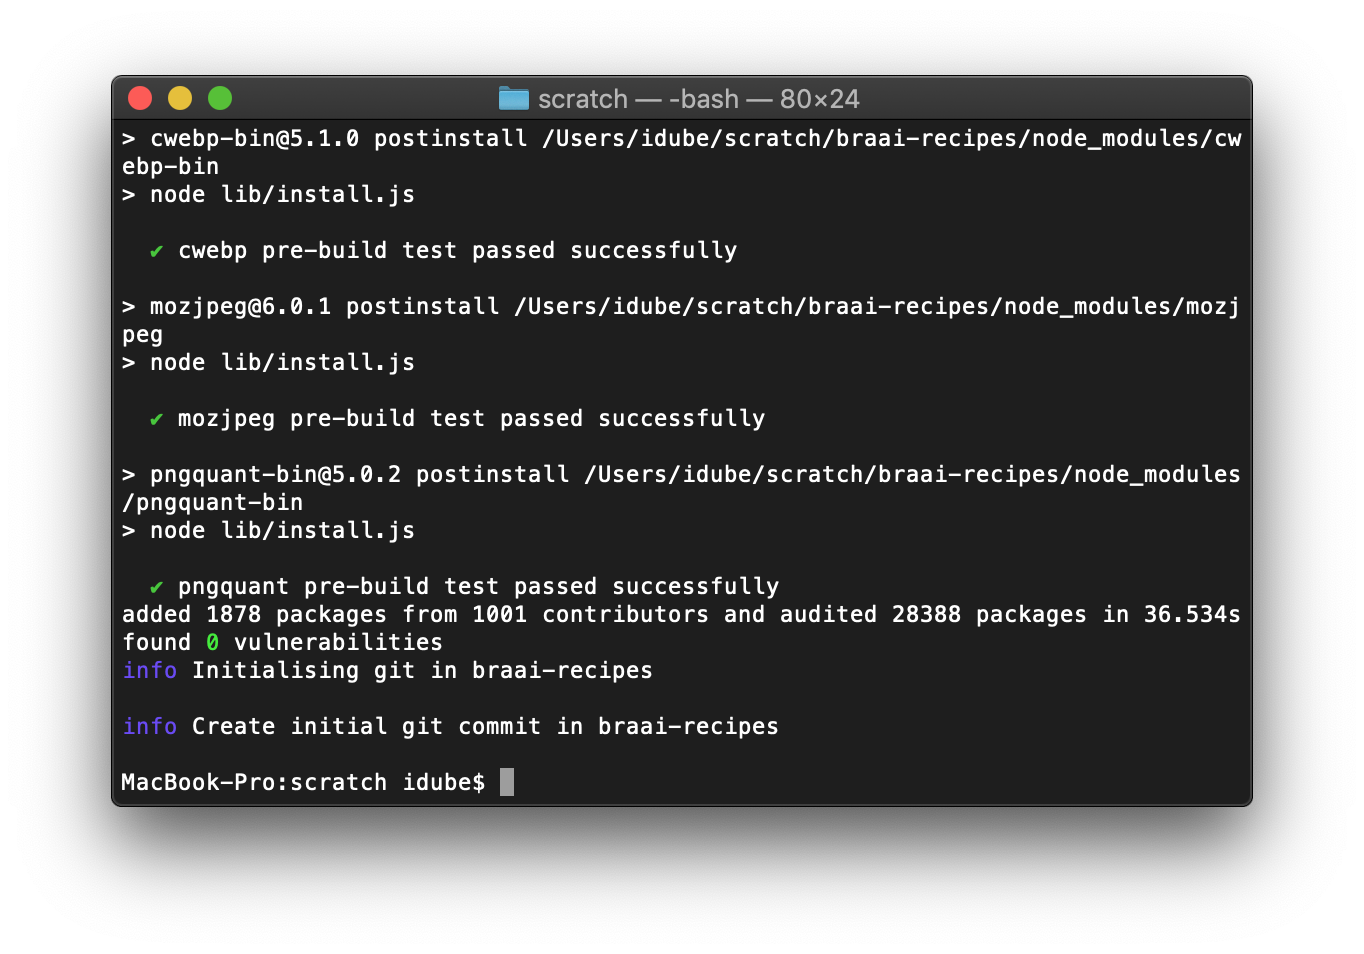 scratch — -bash — 80×24
> cwebp-bin@5.1.0 postinstall /Users/idube/scratch/braai-recipes/node_modules/cw
ebp-bin
> node lib/install.js
✔ cwebp pre-build test passed successfully
> mozjpeg@6.0.1 postinstall /Users/idube/scratch/braai-recipes/node_modules/mozj
peg
> node lib/install.js
✔ mozjpeg pre-build test passed successfully
> pngquant-bin@5.0.2 postinstall /Users/idube/scratch/braai-recipes/node_modules
/pngquant-bin
> node lib/install.js
✔ pngquant pre-build test passed successfully
added 1878 packages from 1001 contributors and audited 28388 packages in 36.534s
found 0 vulnerabilities
info Initialising git in braai-recipes
info Create initial git commit in braai-recipes
MacBook-Pro:scratch idube$